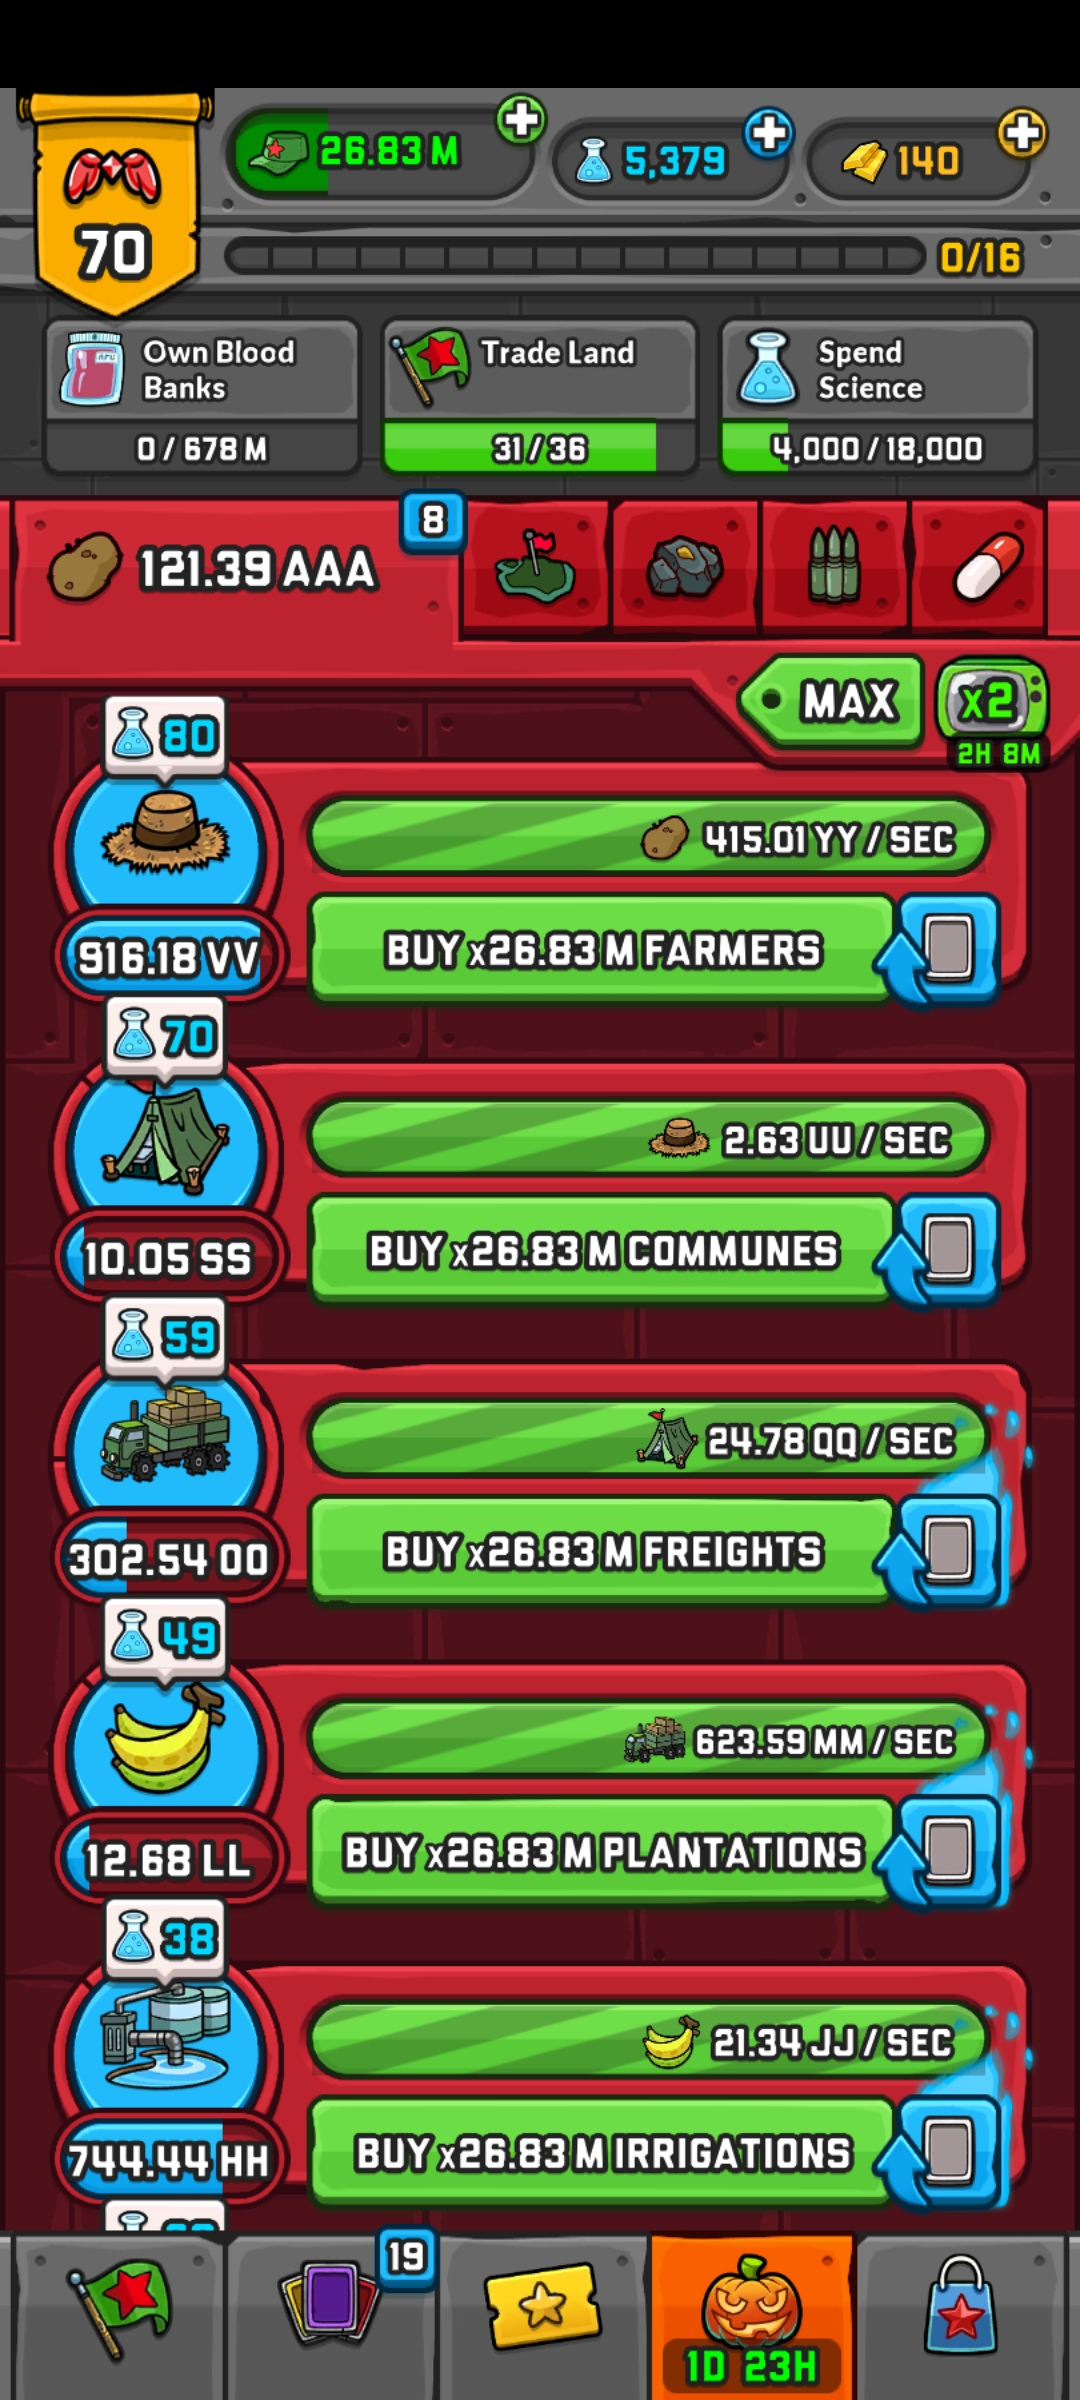 70
26.83 M
5,379
140
0/16
Own Blood
Banks
0 / 678 M
Trade Land
31 / 36
Spend
Science
4,000 / 18,000
121.39 AAA
8
MAX
x2
2H 8M
80
415.01 YY / SEC
916.18 VV
BUY x26.83 M FARMERS
70
2.63 UU / SEC
10.05 SS
BUY x26.83 M COMMUNES
59
24.78 QQ / SEC
302.54 OO
BUY x26.83 M FREIGHTS
49
623.59 MM / SEC
12.68 LL
BUY x26.83 M PLANTATIONS
38
21.34 JJ / SEC
744.44 HH
BUY x26.83 M IRRIGATIONS
19
1D 23H